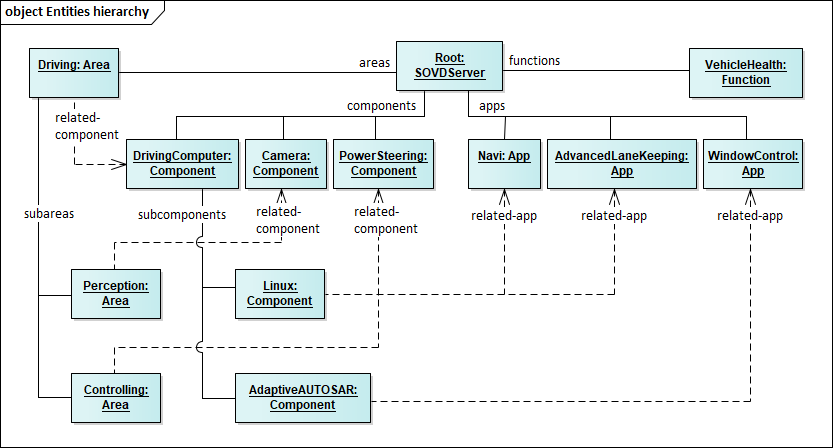 object Entities hierarchy
Driving: Area
areas
Root:
SOVDServer
functions
VehicleHealth:
Function
related-
component
components
apps
DrivingComputer:
Component
Camera:
Component
PowerSteering:
Component
Navi: App
AdvancedLaneKeeping:
App
WindowControl:
App
subareas
subcomponents
related-
component
related-
component
related-app
related-app
related-app
Perception:
Area
Linux:
Component
Controlling:
Area
AdaptiveAUTOSAR:
Component